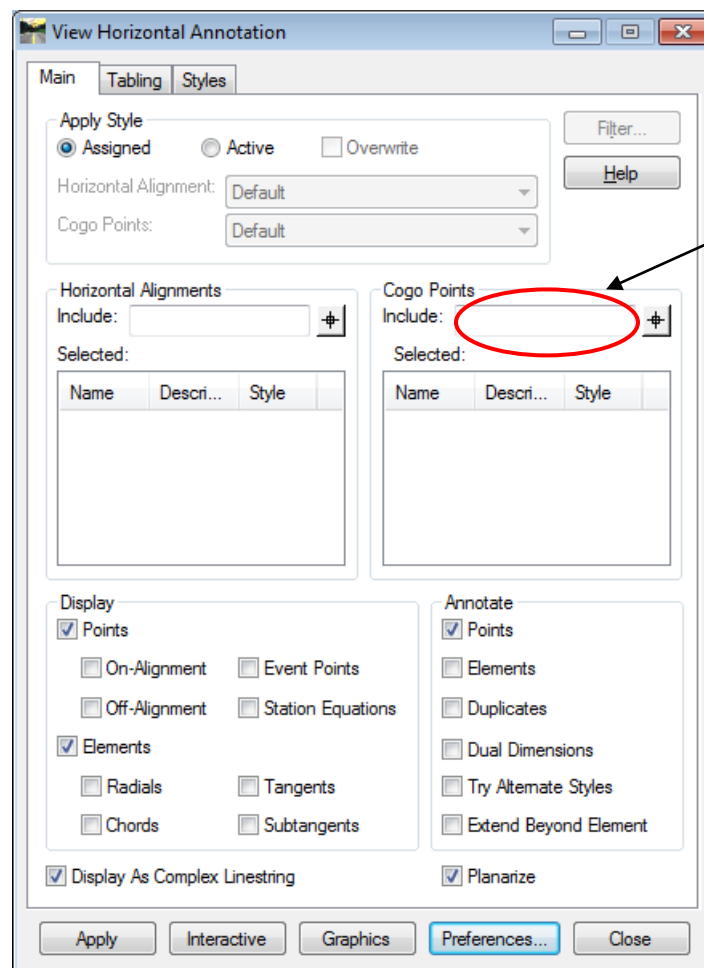 View Horizontal Annotation
Main Tabling Styles
Apply Style
Assigned Active Overwrite
Filter...
Horizontal Alignment: Default
Help
Cogo Points: Default
Horizontal Alignments
Include:
Selected:
Name Descri... Style
Cogo Points
Include:
Selected:
Name Descri... Style
Display
Points
On-Alignment Event Points
Off-Alignment Station Equations
Elements
Radials Tangents
Chords Subtangents
Annotate
Points
Elements
Duplicates
Dual Dimensions
Try Alternate Styles
Extend Beyond Element
Display As Complex Linestring Planarize
Apply Interactive Graphics Preferences... Close